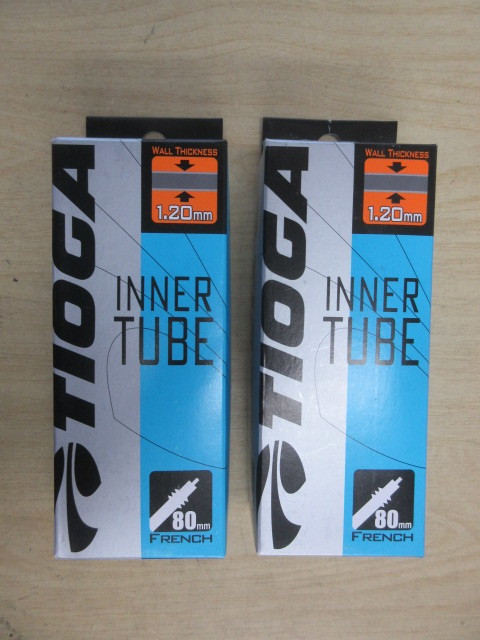 WALL THICKNESS
1.20mm
TIOGA
INNER
TUBE
80mm
FRENCH
WALL THICKNESS
1.20mm
TIOGA
INNER
TUBE
80mm
FRENCH